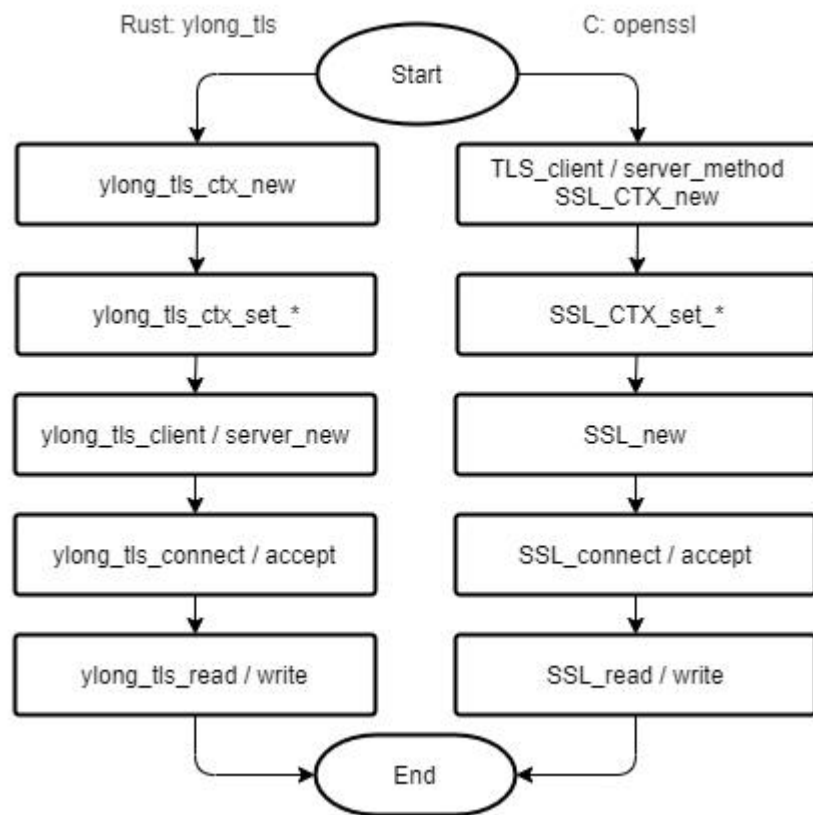 Rust: ylong_tls
C: openssl
Start
ylong_tls_ctx_new
TLS_client / server_method
SSL_CTX_new
ylong_tls_ctx_set_*
SSL_CTX_set_*
ylong_tls_client / server_new
SSL_new
ylong_tls_connect / accept
SSL_connect / accept
ylong_tls_read / write
SSL_read / write
End